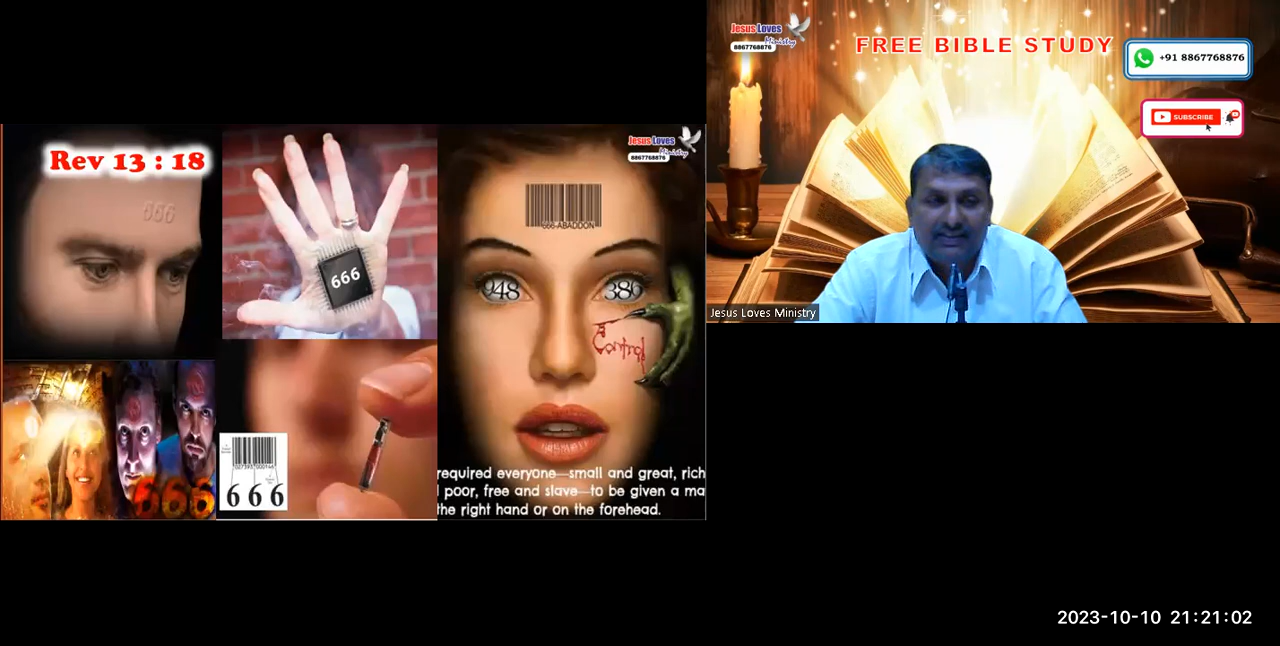 Rev 13 : 18
666
666
666
027393 000144
6 6 6
Jesus Loves
Ministry
8867768876
666-ABADDON
948
386
Control
required everyone—small and great, rich
poor, free and slave—to be given a ma
the right hand or on the forehead.
Jesus Loves
Ministry
8867768876
FREE BIBLE STUDY
+91 8867768876
SUBSCRIBE
Jesus Loves Ministry
2023-10-10 21:21:02